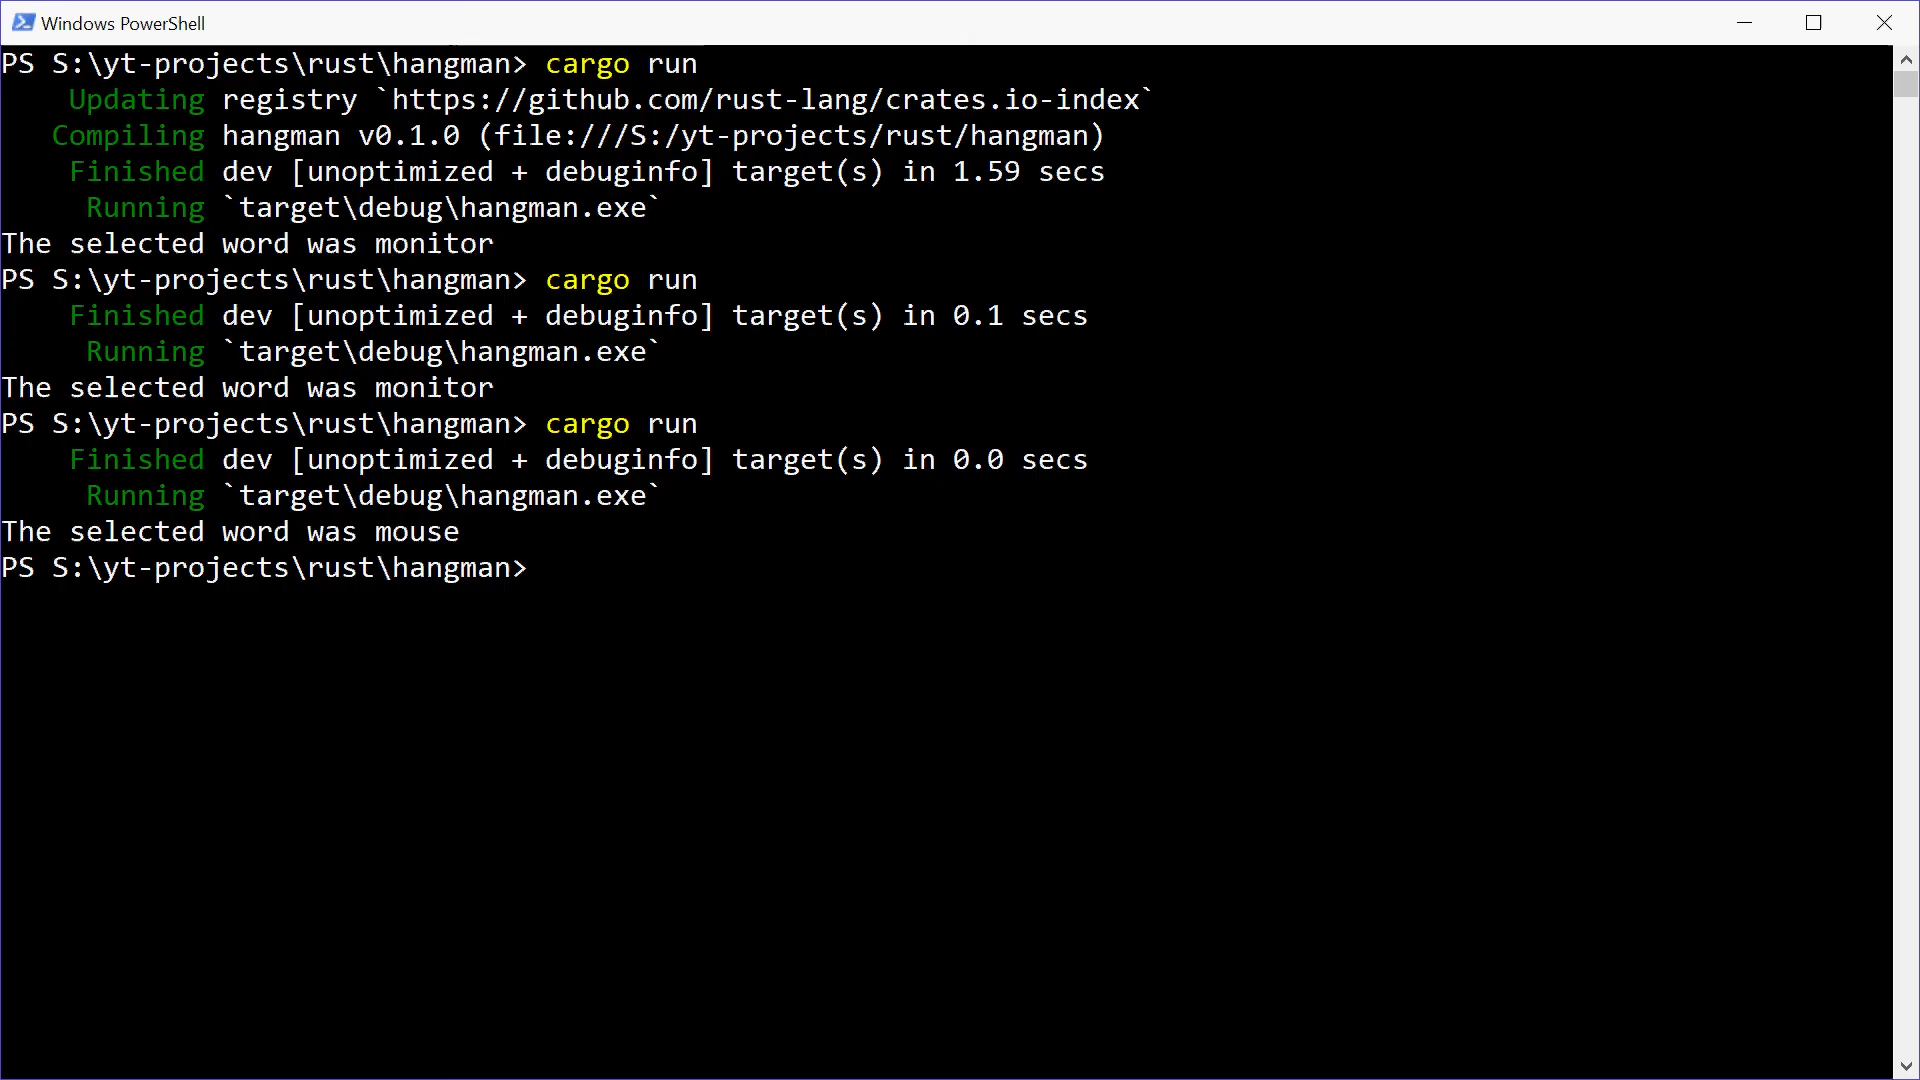 Windows PowerShell
PS S:\yt-projects\rust\hangman> cargo run
    Updating registry `https://github.com/rust-lang/crates.io-index`
   Compiling hangman v0.1.0 (file:///S:/yt-projects/rust/hangman)
    Finished dev [unoptimized + debuginfo] target(s) in 1.59 secs
     Running `target\debug\hangman.exe`
The selected word was monitor
PS S:\yt-projects\rust\hangman> cargo run
    Finished dev [unoptimized + debuginfo] target(s) in 0.1 secs
     Running `target\debug\hangman.exe`
The selected word was monitor
PS S:\yt-projects\rust\hangman> cargo run
    Finished dev [unoptimized + debuginfo] target(s) in 0.0 secs
     Running `target\debug\hangman.exe`
The selected word was mouse
PS S:\yt-projects\rust\hangman>